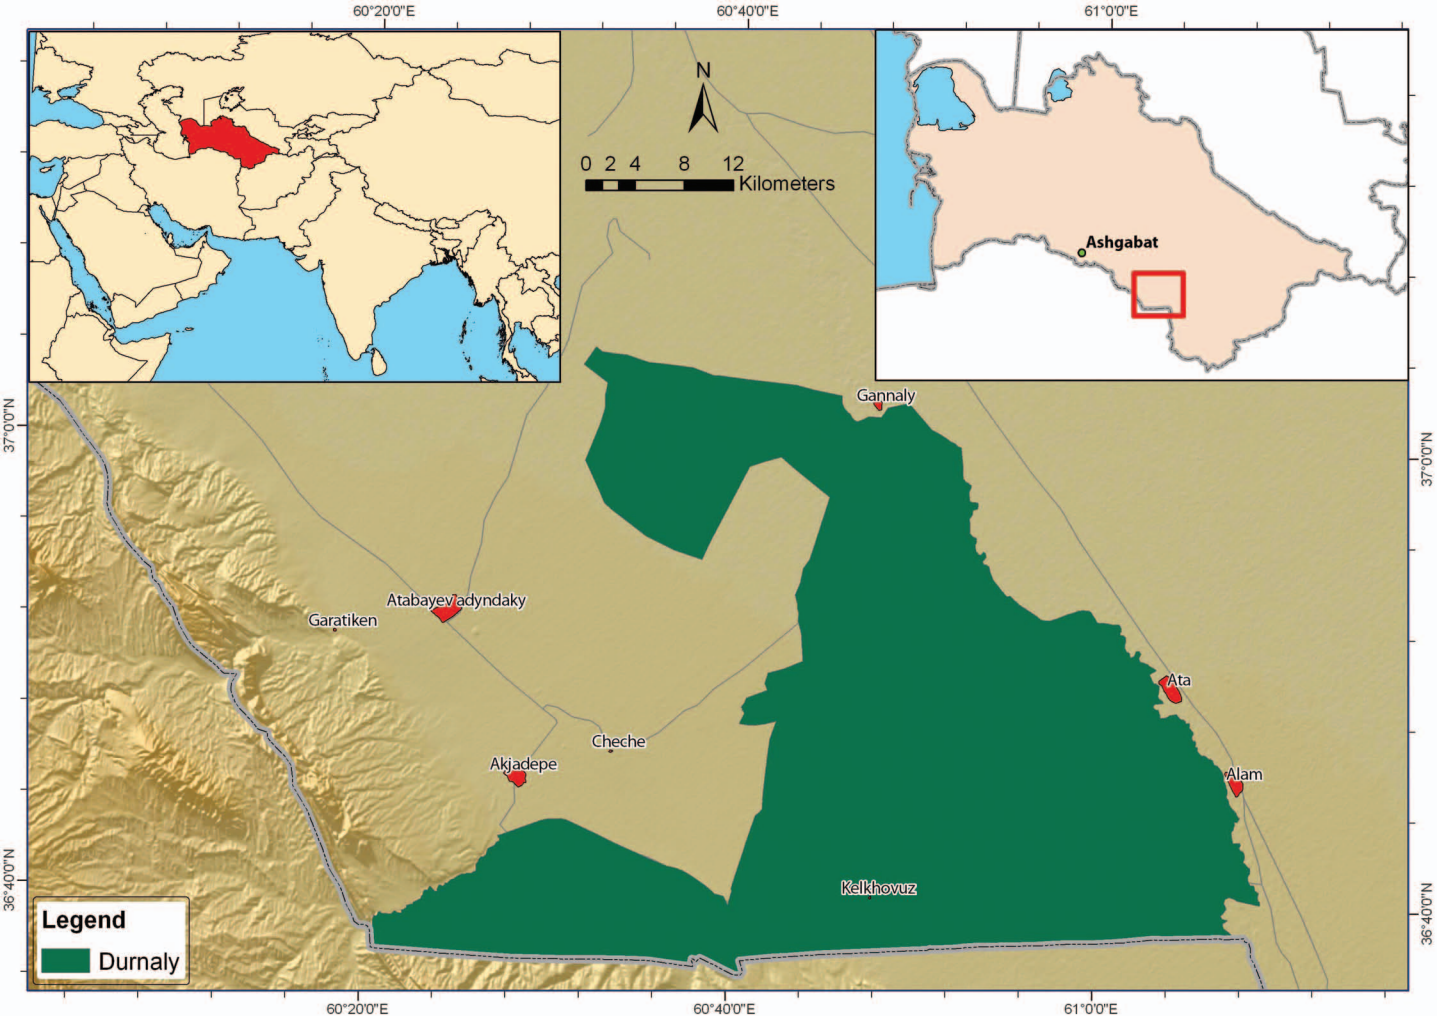 60°20'0"E
60°40'0"E
61°0'0"E
N
0 2 4 8 12
Kilometers
Ashgabat
37°0'0"N
37°0'0"N
Gannaly
Atabayev adyndaky
Garatiken
Ata
Cheche
Akjadepe
Alam
36°40'0"N
36°40'0"N
Kelkhovuz
Legend
Durnaly
60°20'0"E
60°40'0"E
61°0'0"E